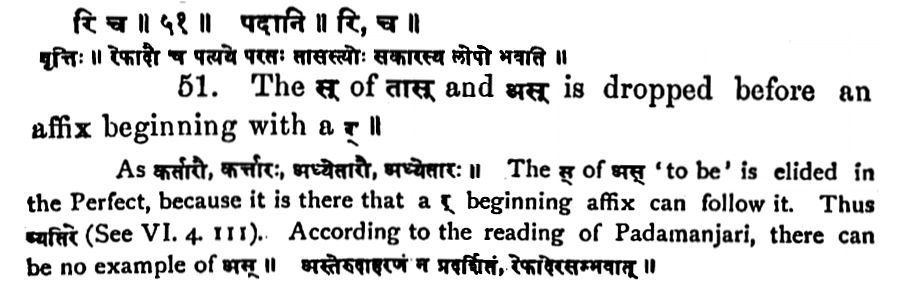 रि च ॥ ५१ ॥ पदानि ॥ रि, च ॥
वृत्तिः ॥ रेफादौ च प्रत्यये परतः तासस्त्योः सकारस्य लोपो भवति ॥
51. The स् of तास् and अस् is dropped before an
affix beginning with a र् ॥
As कर्तारौ, कर्त्तारः, अध्येतारौ, अध्येतारः ॥ The स् of अस् 'to be' is elided in
the Perfect, because it is there that a र् beginning affix can follow it. Thus
व्यतिरे (See VI. 4. 111). According to the reading of Padamanjari, there can
be no example of अस् ॥ अस्तेरुदाहरणं न प्रदर्शितं, रेफादेरसम्भवात् ॥